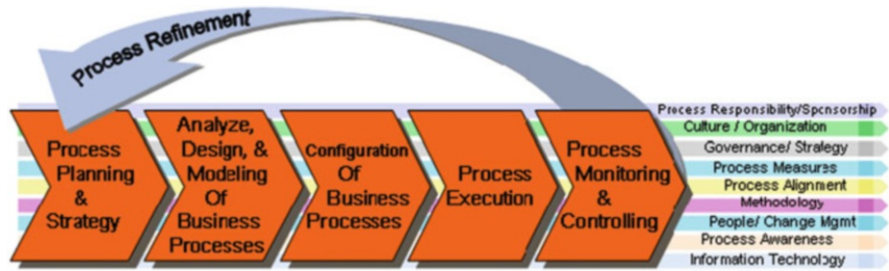 Process Refinement
Process
Planning
&
Strategy
Analyze,
Design, &
Modeling
Of
Business
Processes
Configuration
Of
Business
Processes
Process
Execution
Process
Monitoring
&
Controlling
Process Responsibility/Sponsorship
Culture / Organization
Governance/ Strategy
Process Measures
Process Alignment
Methodology
People/ Change Mgmt
Process Awareness
Information Technology